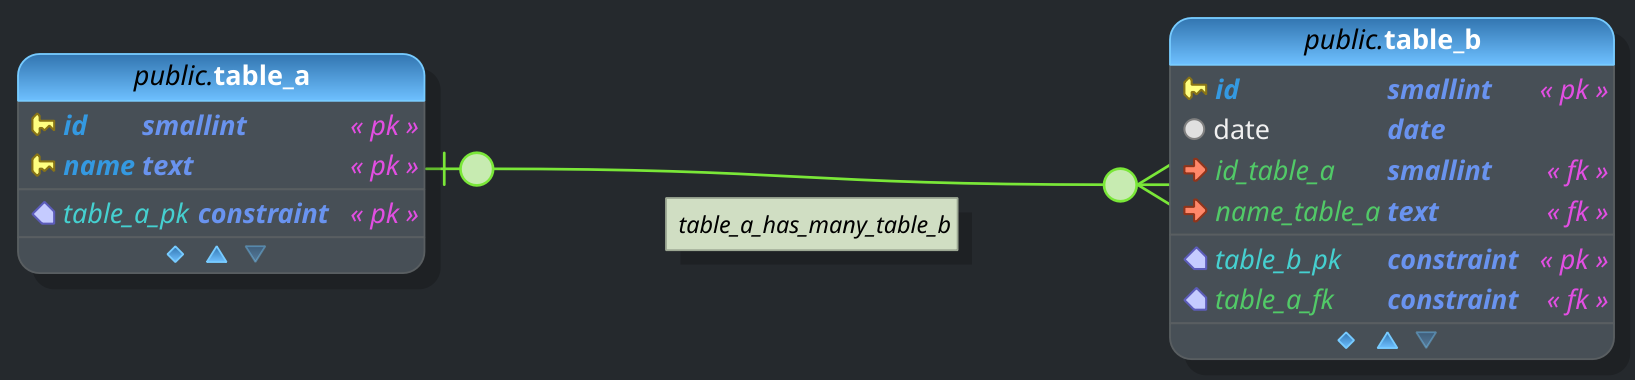 public.table_a
id smallint « pk »
name text « pk »
table_a_pk constraint « pk »
table_a_has_many_table_b
public.table_b
id smallint « pk »
date date
id_table_a smallint « fk »
name_table_a text « fk »
table_b_pk constraint « pk »
table_a_fk constraint « fk »